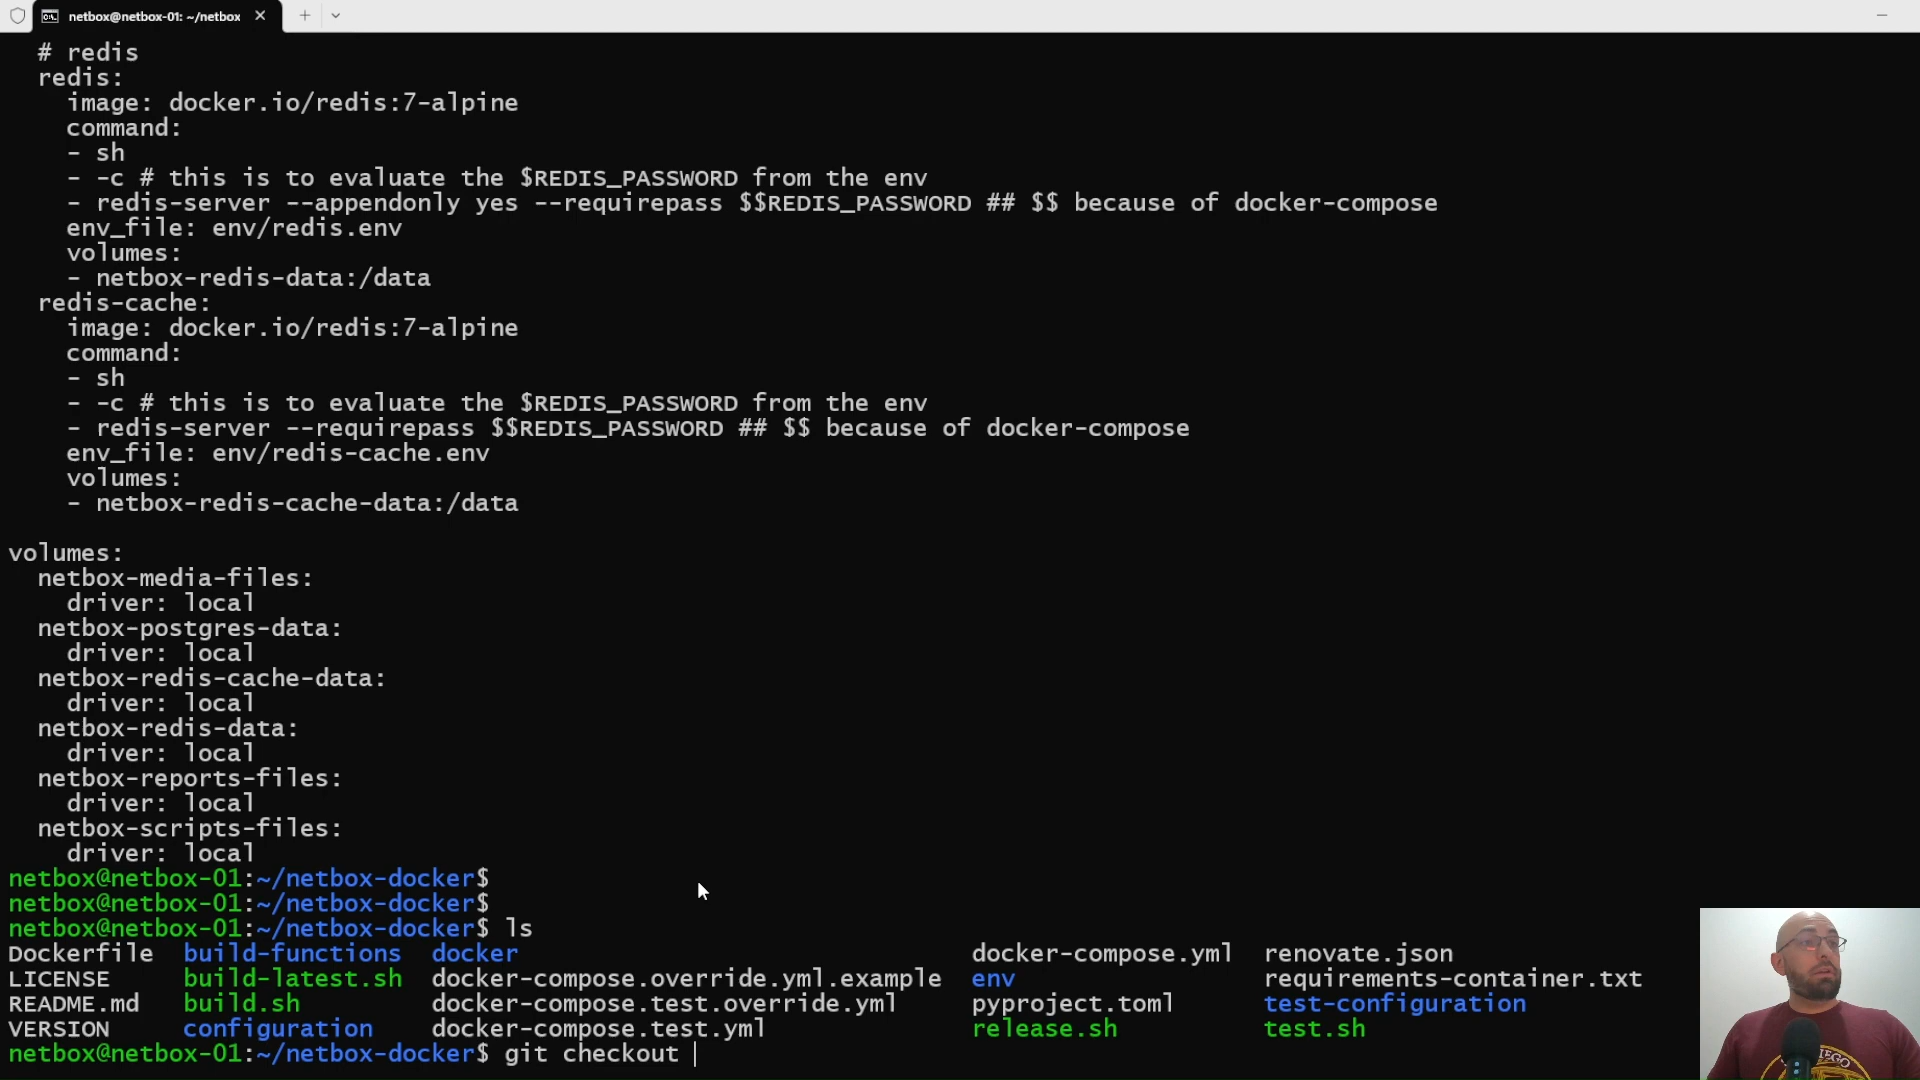 netbox@netbox-01: ~/netbox
# redis
redis:
image: docker.io/redis:7-alpine
command:
- sh
- -c # this is to evaluate the $REDIS_PASSWORD from the env
- redis-server --appendonly yes --requirepass $$REDIS_PASSWORD ## $$ because of docker-compose
env_file: env/redis.env
volumes:
- netbox-redis-data:/data
redis-cache:
image: docker.io/redis:7-alpine
command:
- sh
- -c # this is to evaluate the $REDIS_PASSWORD from the env
- redis-server --requirepass $$REDIS_PASSWORD ## $$ because of docker-compose
env_file: env/redis-cache.env
volumes:
- netbox-redis-cache-data:/data
volumes:
netbox-media-files:
driver: local
netbox-postgres-data:
driver: local
netbox-redis-cache-data:
driver: local
netbox-redis-data:
driver: local
netbox-reports-files:
driver: local
netbox-scripts-files:
driver: local
netbox@netbox-01:~/netbox-docker$
netbox@netbox-01:~/netbox-docker$
netbox@netbox-01:~/netbox-docker$ ls
Dockerfile build-functions docker docker-compose.yml renovate.json
LICENSE build-latest.sh docker-compose.override.yml.example env requirements-container.txt
README.md build.sh docker-compose.test.override.yml pyproject.toml test-configuration
VERSION configuration docker-compose.test.yml release.sh test.sh
netbox@netbox-01:~/netbox-docker$ git checkout